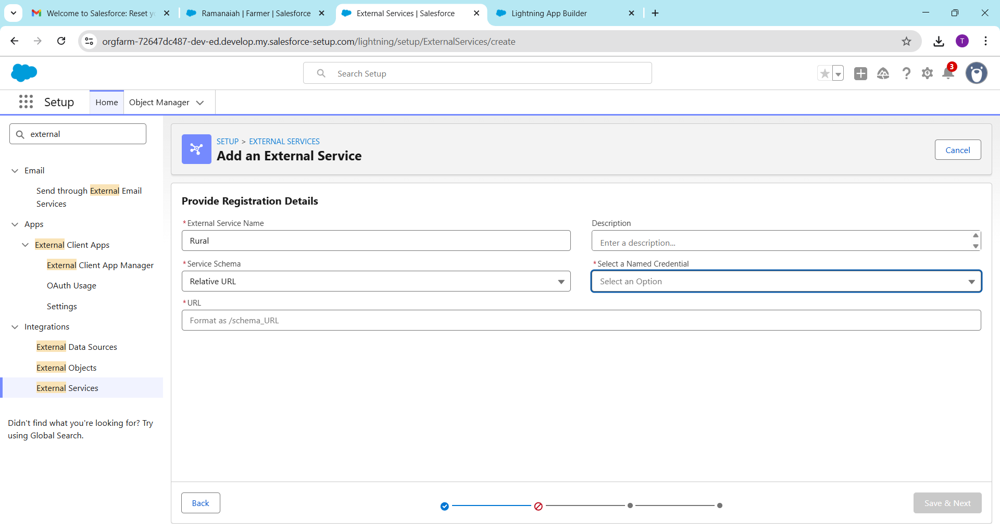 Welcome to Salesforce: Reset yo
Ramanaiah | Farmer | Salesforce
External Services | Salesforce
Lightning App Builder
orgfarm-72647dc487-dev-ed.develop.my.salesforce-setup.com/lightning/setup/ExternalServices/create
T
Search Setup
3
Setup
Home
Object Manager
external
Email
Send through External Email
Services
Apps
External Client Apps
External Client App Manager
OAuth Usage
Settings
Integrations
External Data Sources
External Objects
External Services
Didn't find what you're looking for? Try
using Global Search.
SETUP > EXTERNAL SERVICES
Add an External Service
Cancel
Provide Registration Details
*External Service Name
Rural
Description
Enter a description...
*Service Schema
Relative URL
*Select a Named Credential
Select an Option
*URL
Format as /schema_URL
Back
Save & Next